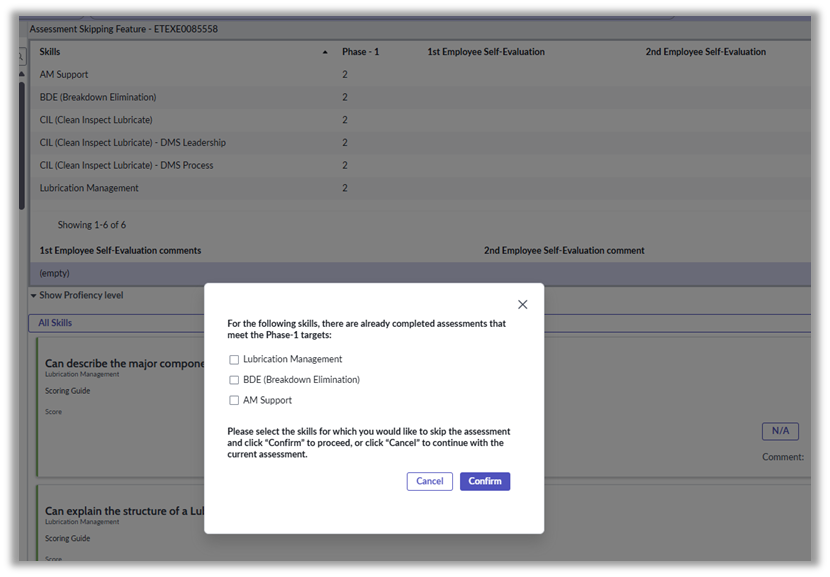 Assessment Skipping Feature - ETEXE0085558
Skills Phase - 1 1st Employee Self-Evaluation 2nd Employee Self-Evaluation
AM Support 2
BDE (Breakdown Elimination) 2
CIL (Clean Inspect Lubricate) 2
CIL (Clean Inspect Lubricate) - DMS Leadership 2
CIL (Clean Inspect Lubricate) - DMS Process 2
Lubrication Management 2
Showing 1-6 of 6
1st Employee Self-Evaluation comments 2nd Employee Self-Evaluation comment
(empty)
Show Profiency level
All Skills
Can describe the major compone
Lubrication Management
Scoring Guide
Score
N/A
Comment:
Can explain the structure of a Lul
Lubrication Management
Scoring Guide
Score
For the following skills, there are already completed assessments that
meet the Phase-1 targets:
Lubrication Management
BDE (Breakdown Elimination)
AM Support
Please select the skills for which you would like to skip the assessment
and click “Confirm” to proceed, or click “Cancel” to continue with the
current assessment.
Cancel Confirm